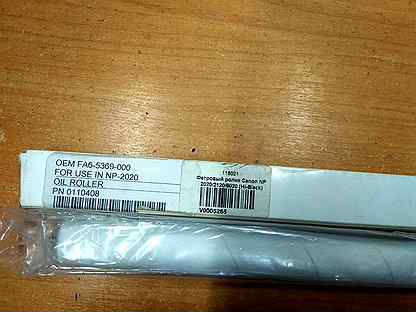 OEM FA6-5369-000
FOR USE IN NP-2020
OIL ROLLER
PN 0110408
116021
Фетровый ролик Canon NP
2020/2120/6020 (Hi-Black)
V0005265